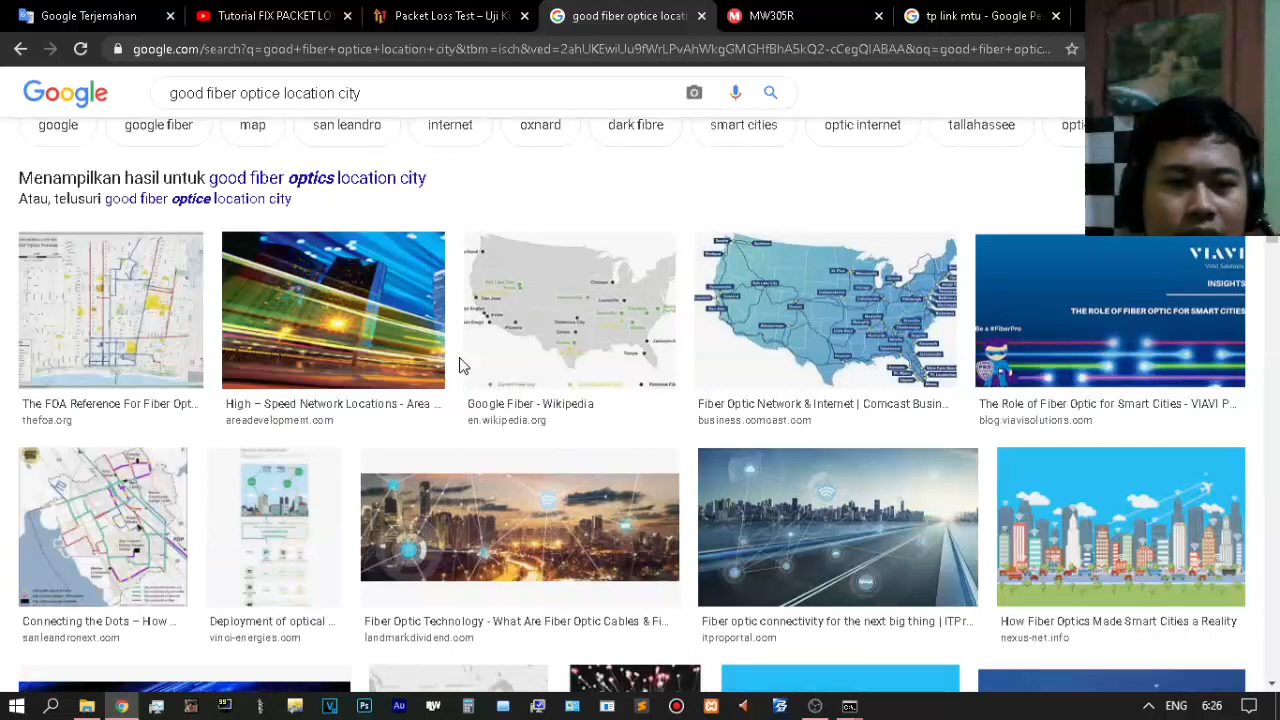 Google Terjemahan
Tutorial FIX PACKET LO
Packet Loss Test – Uji K
good fiber optice locati
MW305R
tp link mtu - Google Pe
google.com/search?q=good+fiber+optice+location+city&tbm=isch&ved=2ahUKEwiUu9fWrLPvAhWkgGMGHfBhA5kQ2-cCegQIABAA&oq=good+fiber+optic...
Google
good fiber optice location city
google
google fiber
map
san leandro
internet
oxnard
dark fibre
smart cities
optic internet
tallahassee
opti
Menampilkan hasil untuk good fiber optics location city
Atau, telusuri good fiber optice location city
VIAVI
INSIGHTS
THE ROLE OF FIBER OPTIC FOR SMART CITIES
Be a #FiberPro
The FOA Reference For Fiber Opt...
thefoa.org
High – Speed Network Locations - Area ...
areadevelopment.com
Google Fiber - Wikipedia
en.wikipedia.org
Fiber Optic Network & Internet | Comcast Busin...
business.comcast.com
The Role of Fiber Optic for Smart Cities - VIAVI P...
blog.viavisolutions.com
Connecting the Dots – How ...
sanleandronext.com
Deployment of optical ...
vinci-energies.com
Fiber Optic Technology - What Are Fiber Optic Cables & Fi...
landmarkdividend.com
Fiber optic connectivity for the next big thing | ITPr...
itproportal.com
How Fiber Optics Made Smart Cities a Reality
nexus-net.info
ENG
6:26